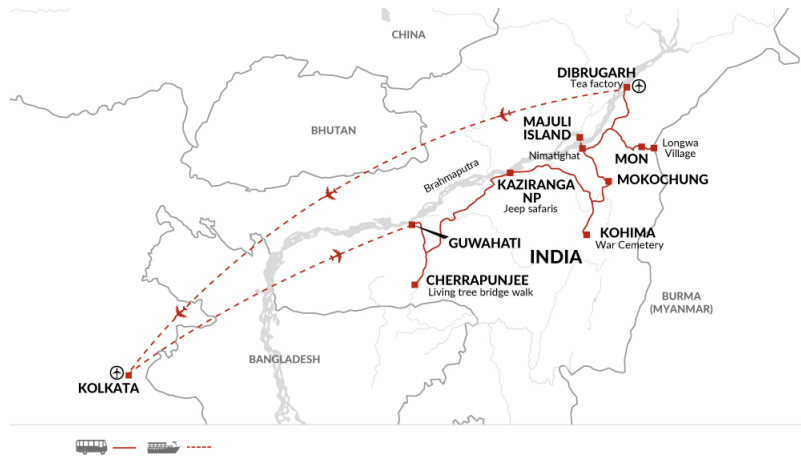 CHINA
DIBRUGARH
Tea factory
MAJULI
ISLAND
BHUTAN
Longwa
Village
Nimatighat
MON
Brahmaputra
MOKOCHUNG
KAZIRANGA
NP
Jeep safaris
KOHIMA
War Cemetery
GUWAHATI
INDIA
CHERRAPUNJEE
Living tree bridge walk
BURMA
(MYANMAR)
BANGLADESH
KOLKATA